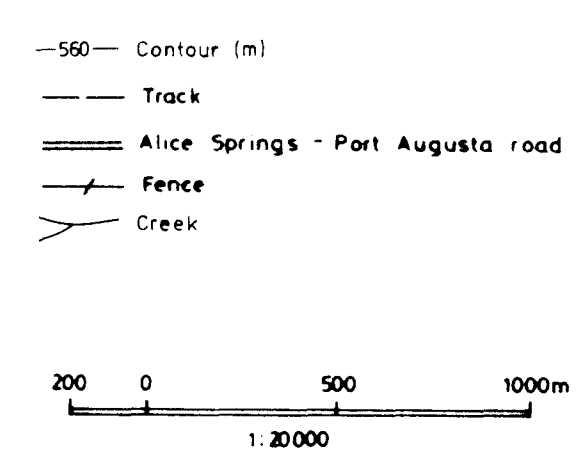 560 Contour (m)
Track
Alice Springs - Port Augusta road
Fence
Creek
200 0 500 1000m
1:20000